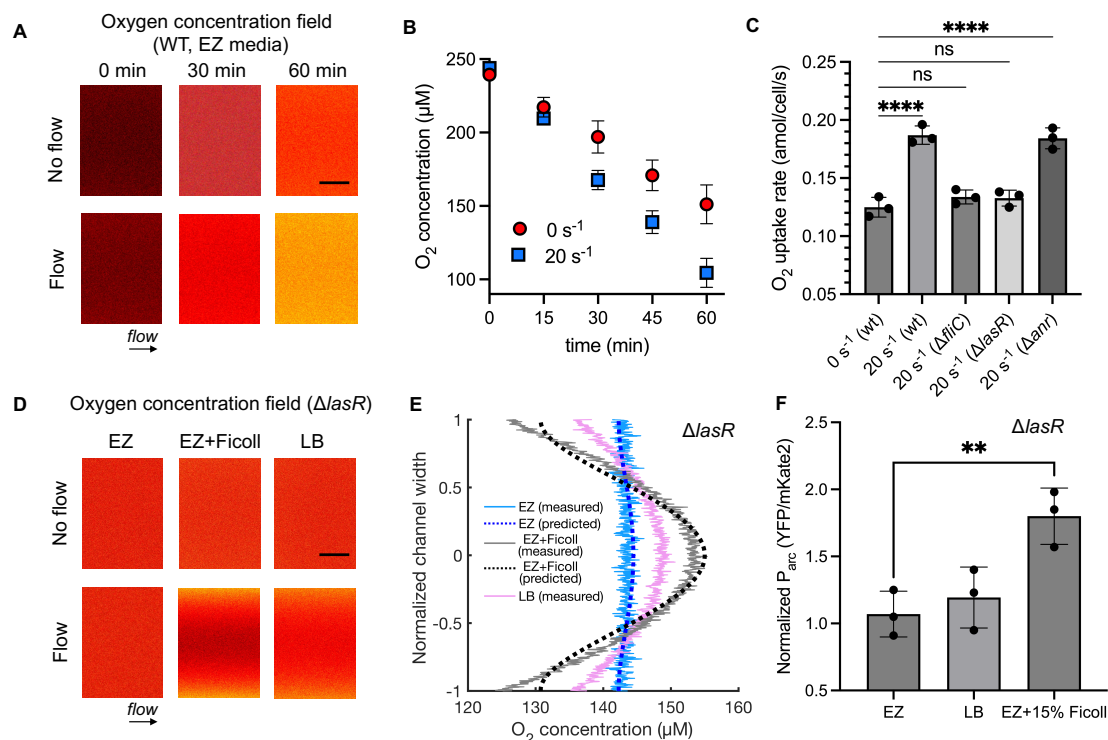 A
Oxygen concentration field
(WT, EZ media)
0 min 30 min 60 min
No flow
Flow
flow
B
O2 concentration (µM)
250
200
150
100
0 s-1
20 s-1
0 15 30 45 60
time (min)
C
****
ns
ns
****
O2 uptake rate (amol/cell/s)
0.25
0.20
0.15
0.10
0.05
0 s-1 (wt)
20 s-1 (wt)
20 s-1 (ΔfliC)
20 s-1 (ΔlasR)
20 s-1 (Δanr)
D
Oxygen concentration field (ΔlasR)
EZ EZ+Ficoll LB
No flow
Flow
flow
E
ΔlasR
Normalized channel width
1
0.5
0
-0.5
-1
EZ (measured)
EZ (predicted)
EZ+Ficoll
(measured)
EZ+Ficoll
(predicted)
LB (measured)
120 130 140 150 160
O2 concentration (µM)
F
ΔlasR
**
Normalized Parc (YFP/mKate2)
2.5
2.0
1.5
1.0
0.5
EZ LB EZ+15% Ficoll